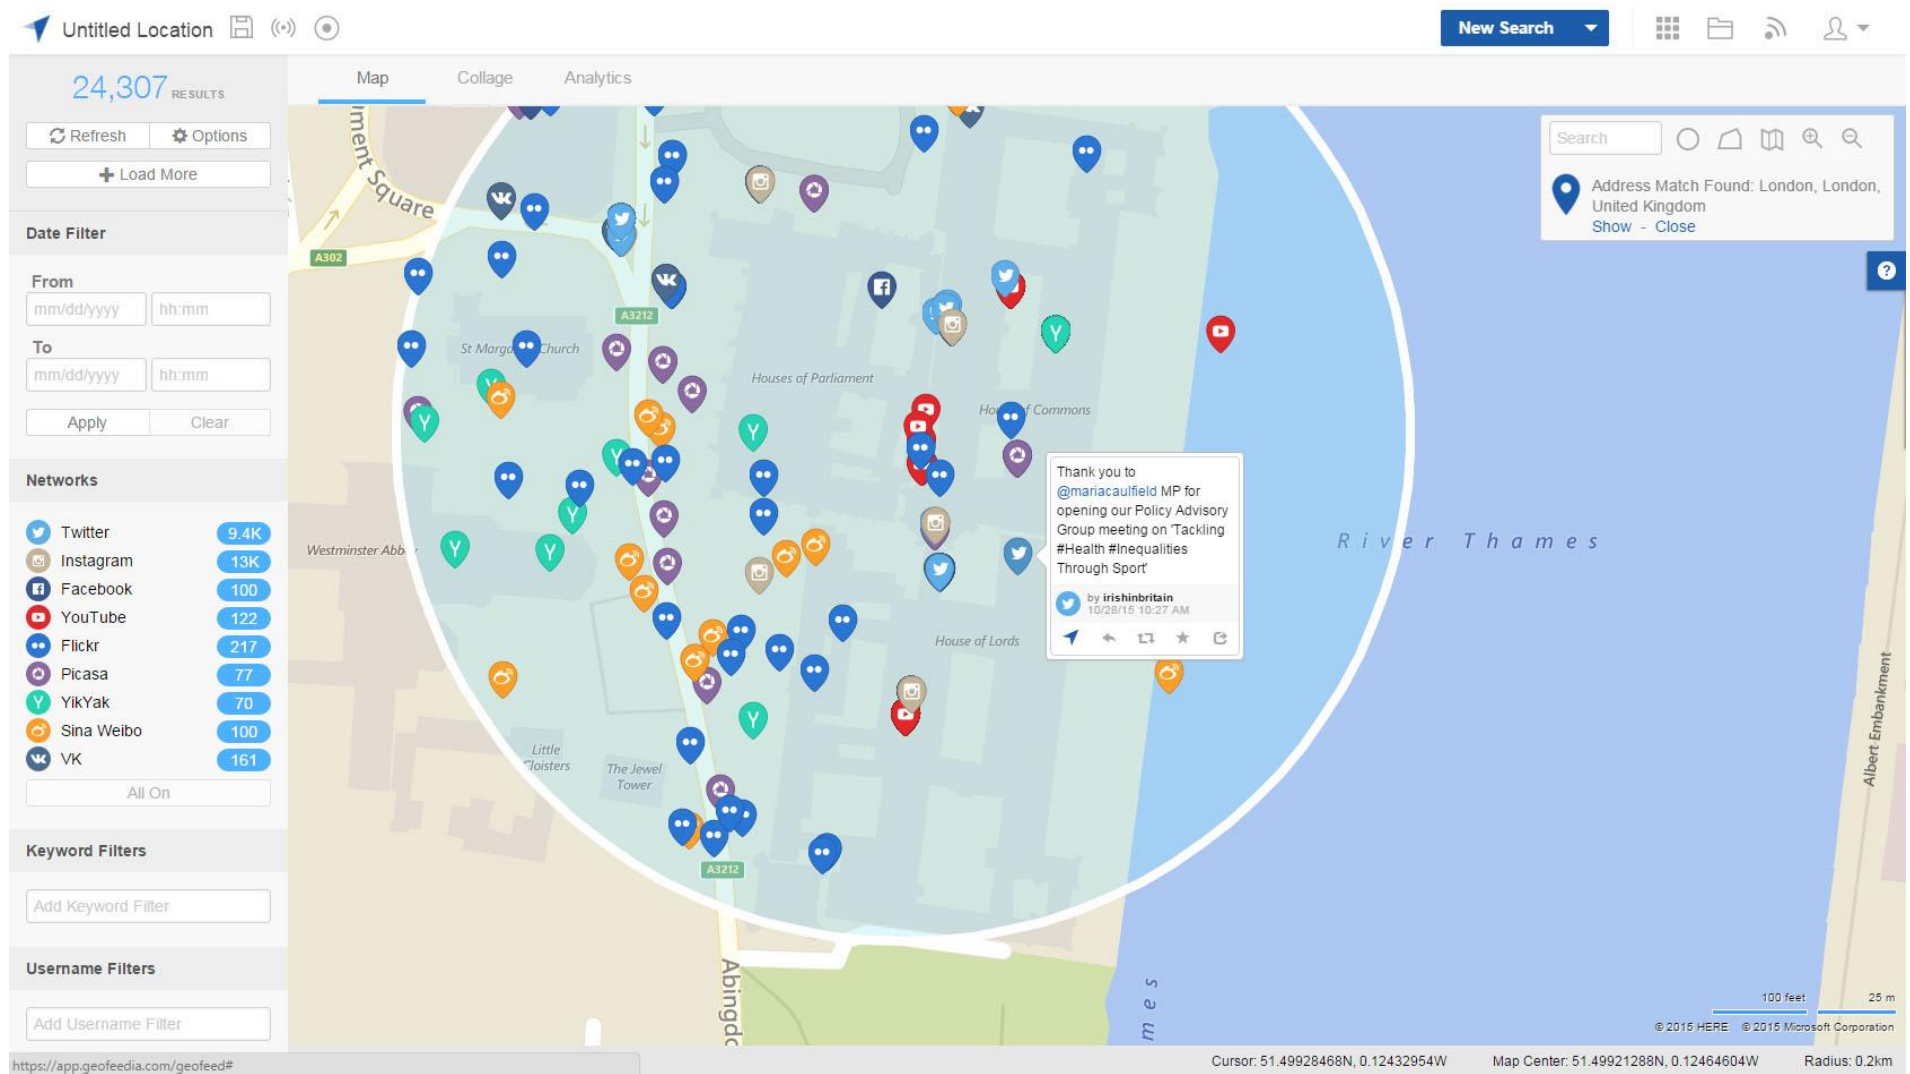 Untitled Location
New Search
24,307 RESULTS
Refresh
Options
Load More
Date Filter
From
mm/dd/yyyy
hh:mm
To
mm/dd/yyyy
hh:mm
Apply
Clear
Networks
Twitter 9.4K
Instagram 13K
Facebook 100
YouTube 122
Flickr 217
Picasa 77
YikYak 70
Sina Weibo 100
VK 161
All On
Keyword Filters
Add Keyword Filter
Username Filters
Add Username Filter
https://app.geofeedia.com/geofeed#
Map
Collage
Analytics
Square
A302
A3212
Church
Houses of Parliament
Commons
Westminster
House of Lords
Little
Cloisters
The Jewel
Tower
A3212
River Thames
Albert Embankment
Thank you to
@mariacaulfield MP for
opening our Policy Advisory
Group meeting on 'Tackling
#Health #Inequalities
Through Sport'
by irishinbritain
10/28/15 10:27 AM
Search
Address Match Found: London, London,
United Kingdom
Show - Close
?
100 feet
25 m
© 2015 HERE © 2015 Microsoft Corporation
Cursor: 51.49928468N, 0.12432954W
Map Center: 51.49921288N, 0.12464604W
Radius: 0.2km